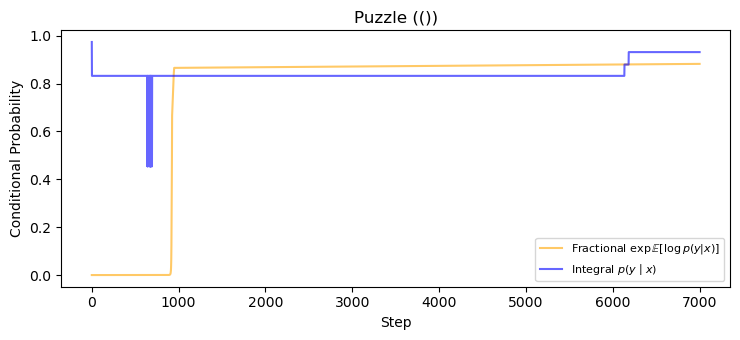 Puzzle (())
Conditional Probability
1.0
0.8
0.6
0.4
0.2
0.0
0
1000
2000
3000
4000
5000
6000
7000
Step
Fractional exp𝔼[log p(y|x)]
Integral p(y | x)